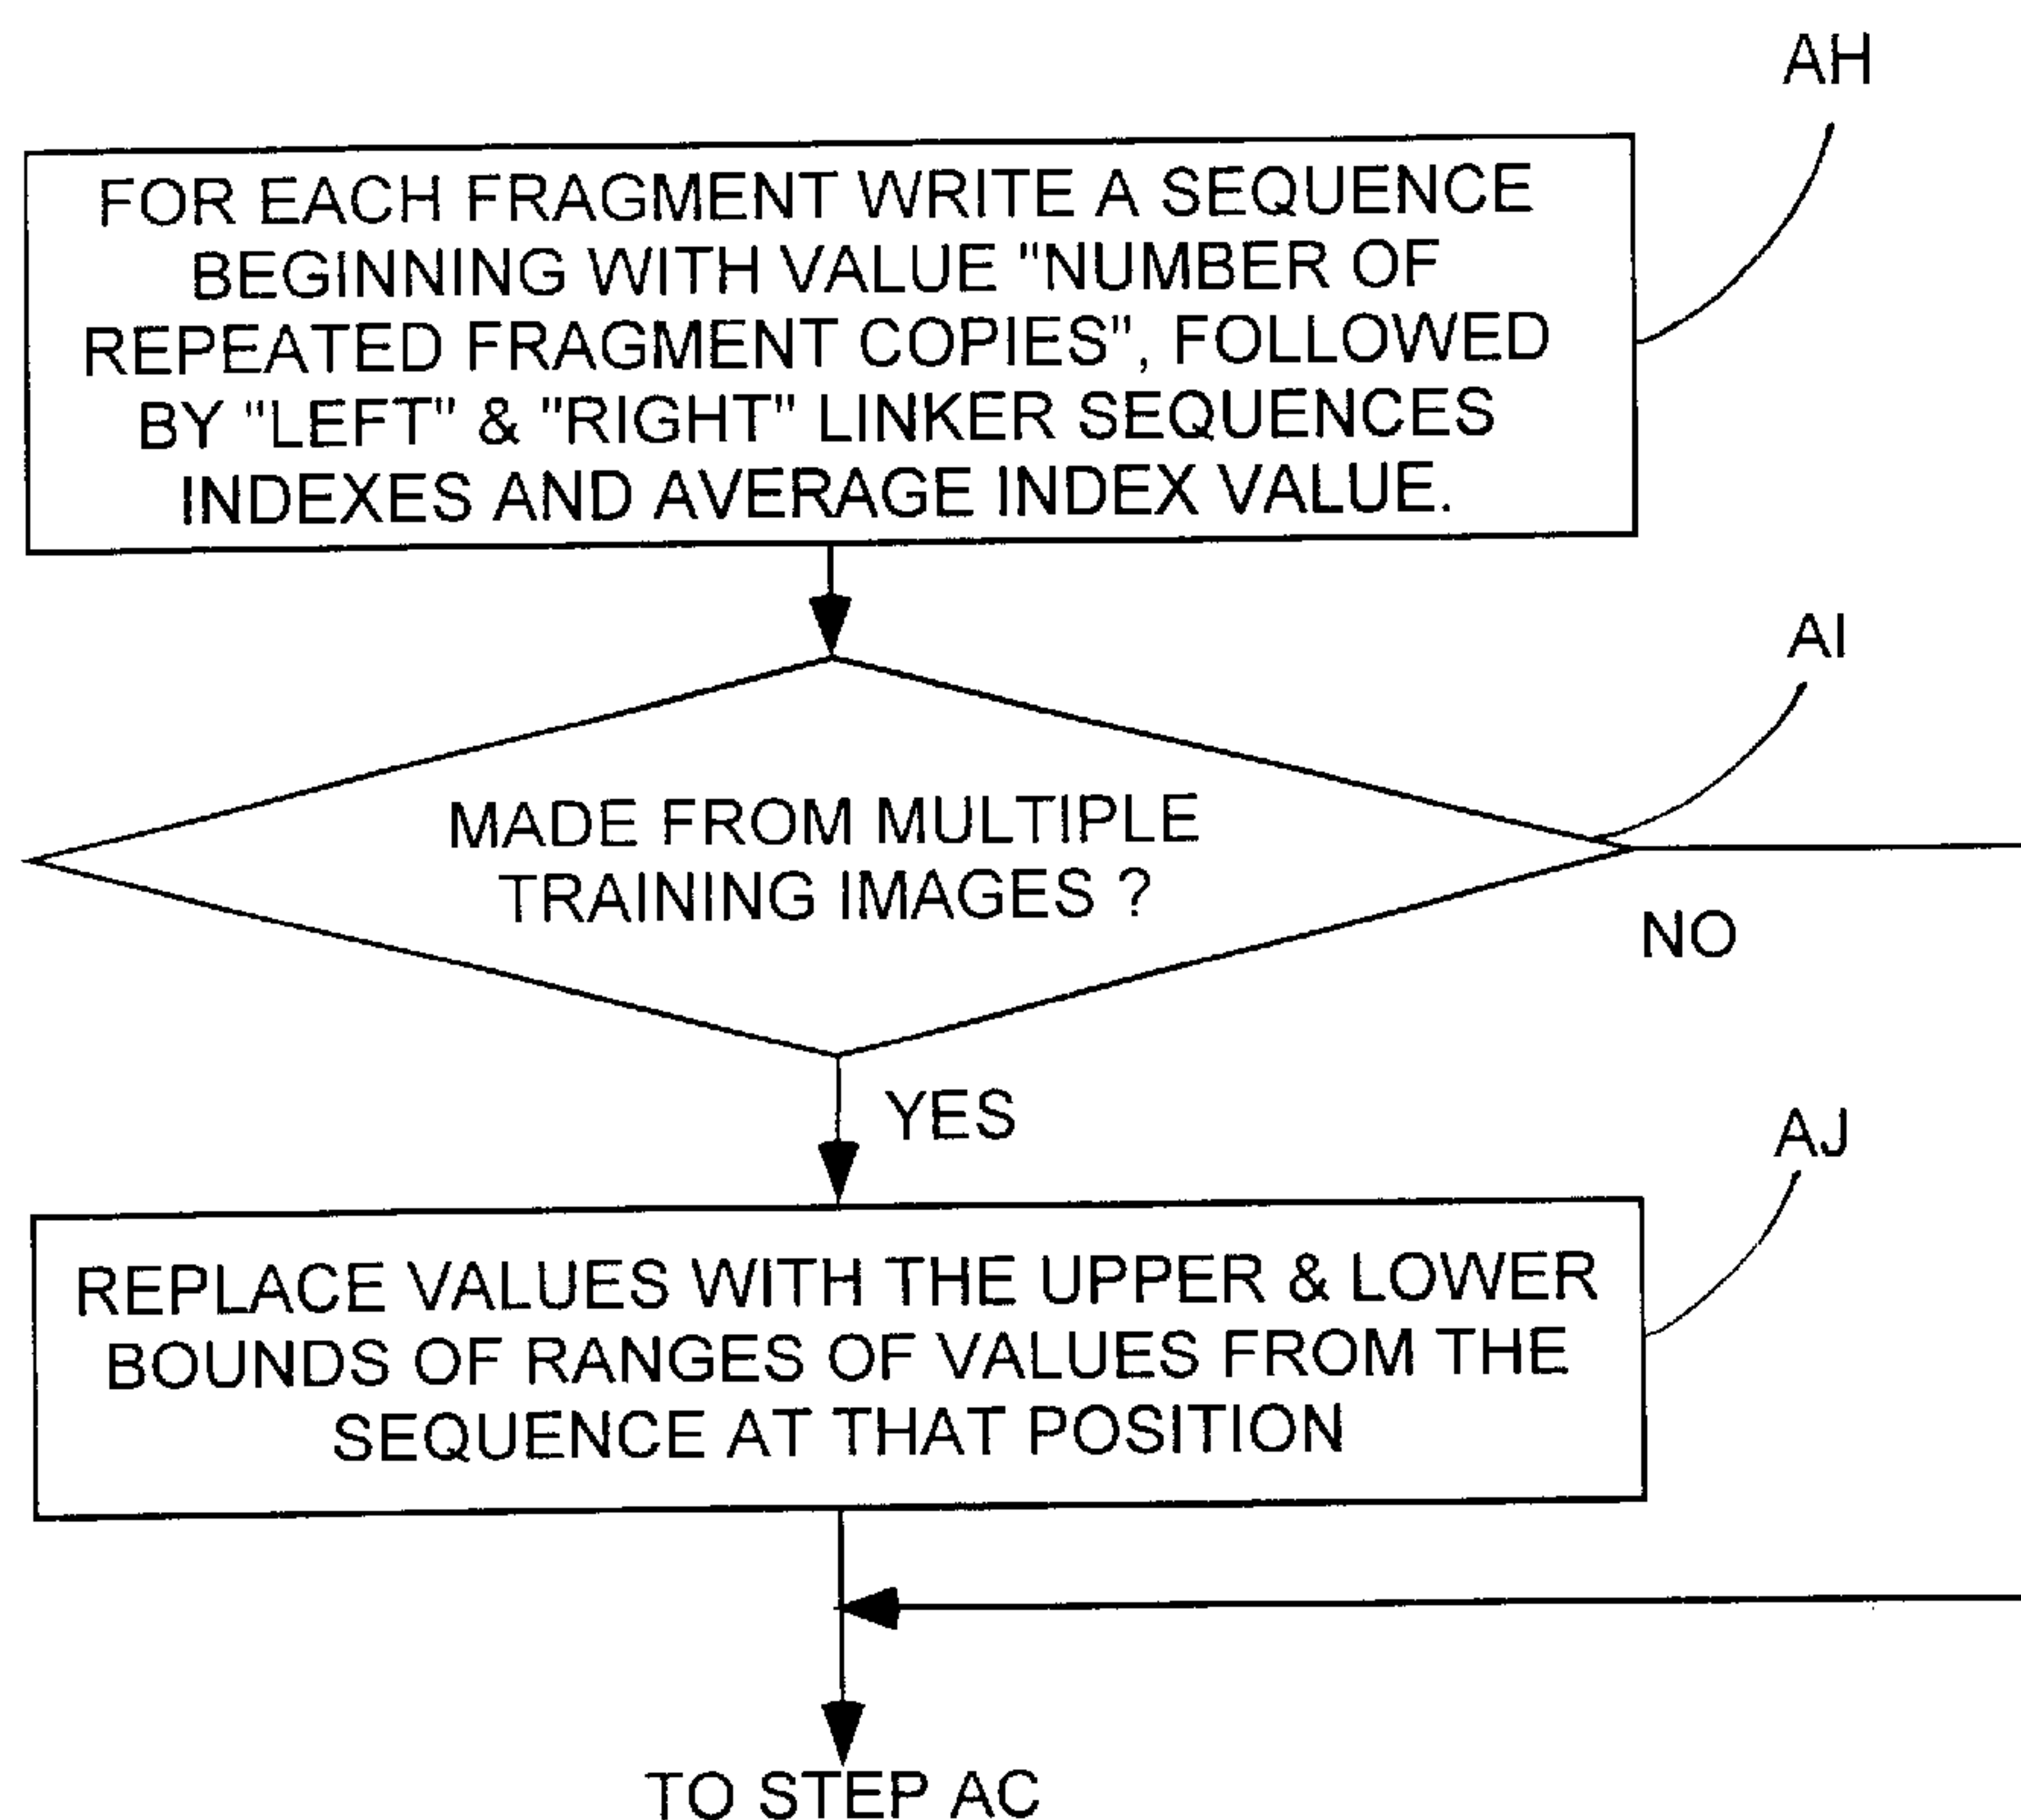 AH
FOR EACH FRAGMENT WRITE A SEQUENCE
BEGINNING WITH VALUE "NUMBER OF
REPEATED FRAGMENT COPIES", FOLLOWED
BY "LEFT" & "RIGHT" LINKER SEQUENCES
INDEXES AND AVERAGE INDEX VALUE.
AI
MADE FROM MULTIPLE
TRAINING IMAGES ?
NO
YES
AJ
REPLACE VALUES WITH THE UPPER & LOWER
BOUNDS OF RANGES OF VALUES FROM THE
SEQUENCE AT THAT POSITION
TO STEP AC